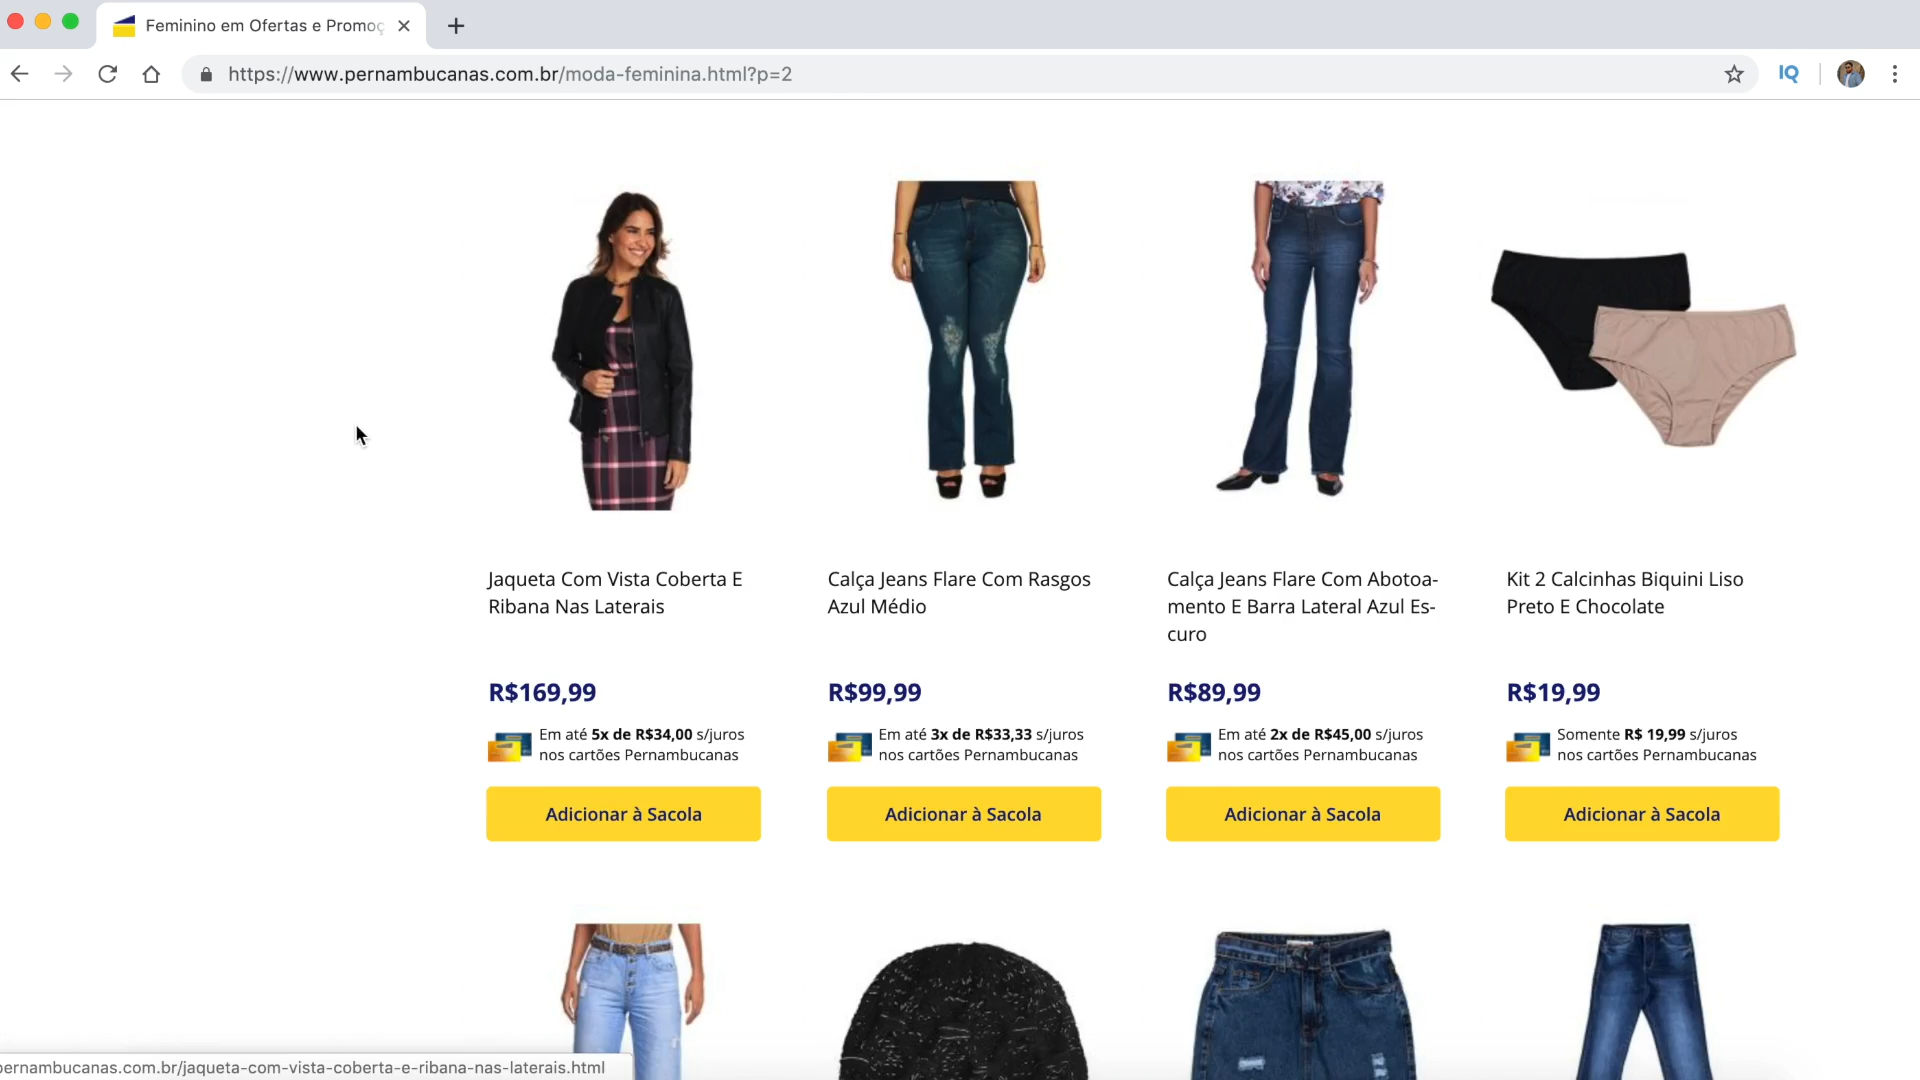 Feminino em Ofertas e Promoç
https://www.pernambucanas.com.br/moda-feminina.html?p=2
IQ
Jaqueta Com Vista Coberta E
Ribana Nas Laterais
R$169,99
Em até 5x de R$34,00 s/juros
nos cartões Pernambucanas
Adicionar à Sacola
Calça Jeans Flare Com Rasgos
Azul Médio
R$99,99
Em até 3x de R$33,33 s/juros
nos cartões Pernambucanas
Adicionar à Sacola
Calça Jeans Flare Com Abotoa-
mento E Barra Lateral Azul Es-
curo
R$89,99
Em até 2x de R$45,00 s/juros
nos cartões Pernambucanas
Adicionar à Sacola
Kit 2 Calcinhas Biquini Liso
Preto E Chocolate
R$19,99
Somente R$ 19,99 s/juros
nos cartões Pernambucanas
Adicionar à Sacola
pernambucanas.com.br/jaqueta-com-vista-coberta-e-ribana-nas-laterais.html